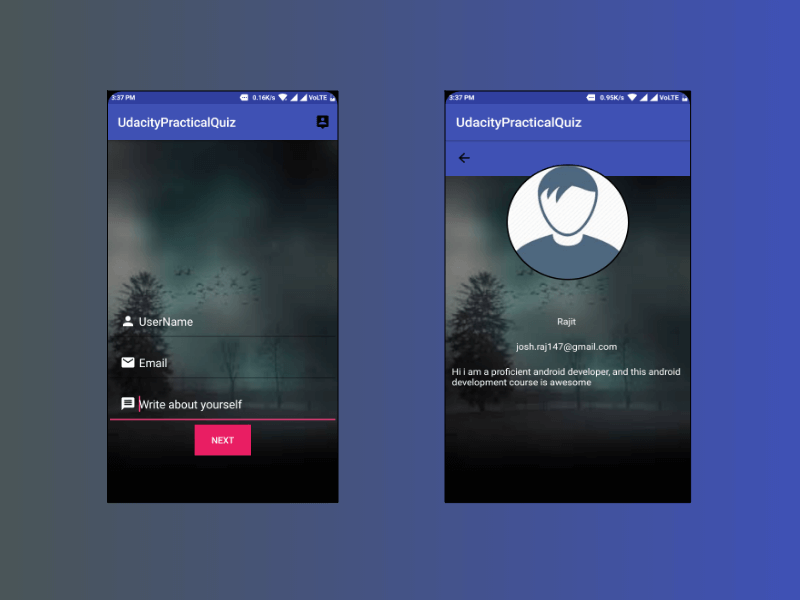 3:37 PM 0.16K/s VoLTE
UdacityPracticalQuiz
UserName
Email
Write about yourself
NEXT
3:37 PM 0.95K/s VoLTE
UdacityPracticalQuiz
Rajit
josh.raj147@gmail.com
Hi i am a proficient android developer, and this android
development course is awesome